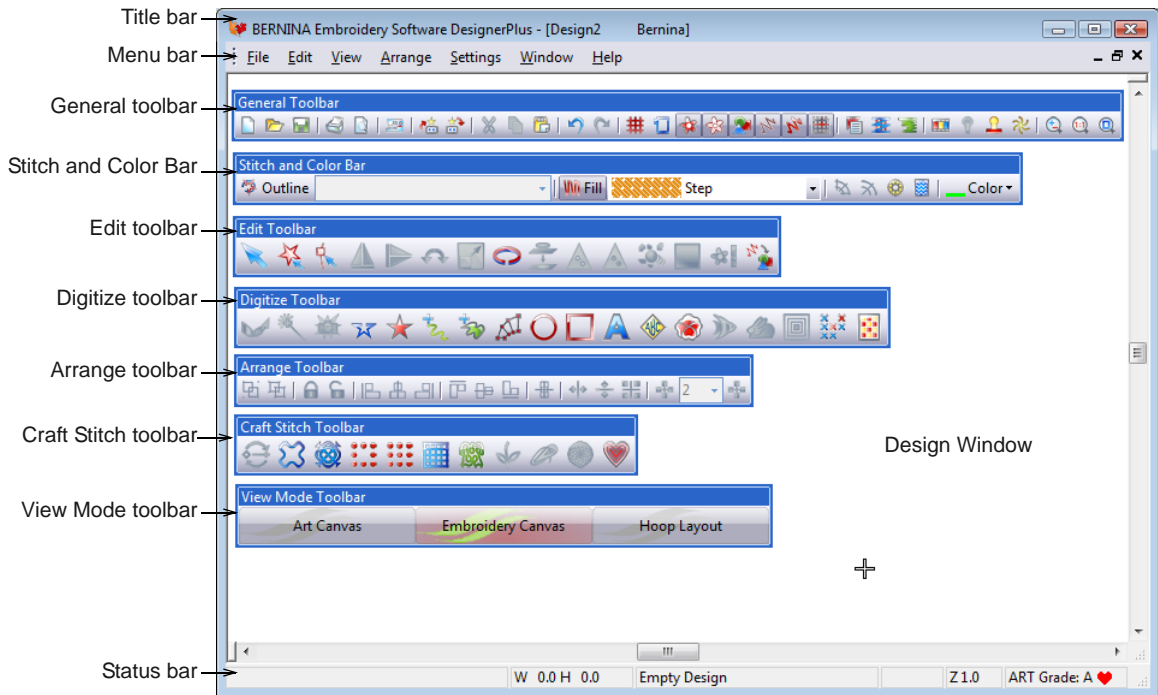 Title bar
BERNINA Embroidery Software DesignerPlus - [Design2 Bernina]
Menu bar
File Edit View Arrange Settings Window Help
General toolbar
General Toolbar
1:1
Stitch and Color Bar
Stitch and Color Bar
Outline Fill Step Color
Edit toolbar
Edit Toolbar
Digitize toolbar
Digitize Toolbar
A ABC
Arrange toolbar
Arrange Toolbar
2
Craft Stitch toolbar
Craft Stitch Toolbar
Design Window
View Mode toolbar
View Mode Toolbar
Art Canvas Embroidery Canvas Hoop Layout
Status bar
W 0.0 H 0.0 Empty Design Z 1.0 ART Grade: A